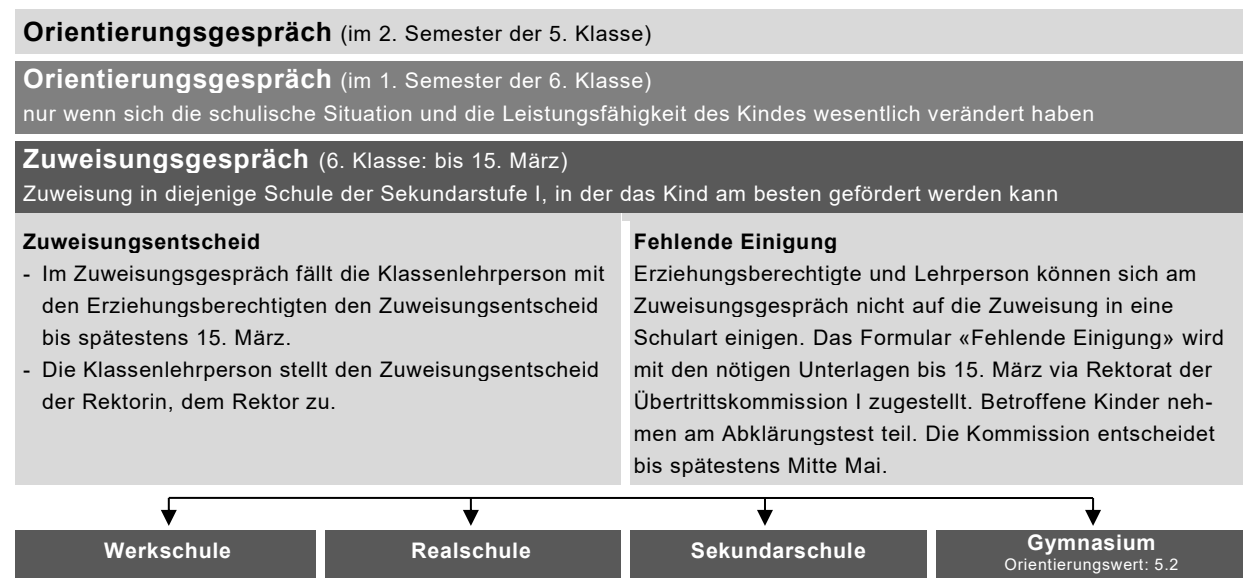 Orientierungsgespräch (im 2. Semester der 5. Klasse)
Orientierungsgespräch (im 1. Semester der 6. Klasse)
nur wenn sich die schulische Situation und die Leistungsfähigkeit des Kindes wesentlich verändert haben
Zuweisungsgespräch (6. Klasse: bis 15. März)
Zuweisung in diejenige Schule der Sekundarstufe I, in der das Kind am besten gefördert werden kann
Zuweisungsentscheid
- Im Zuweisungsgespräch fällt die Klassenlehrperson mit
den Erziehungsberechtigten den Zuweisungsentscheid
bis spätestens 15. März.
- Die Klassenlehrperson stellt den Zuweisungsentscheid
der Rektorin, dem Rektor zu.
Fehlende Einigung
Erziehungsberechtigte und Lehrperson können sich am
Zuweisungsgespräch nicht auf die Zuweisung in eine
Schulart einigen. Das Formular «Fehlende Einigung» wird
mit den nötigen Unterlagen bis 15. März via Rektorat der
Übertrittskommission I zugestellt. Betroffene Kinder neh-
men am Abklärungstest teil. Die Kommission entscheidet
bis spätestens Mitte Mai.
Werkschule
Realschule
Sekundarschule
Gymnasium
Orientierungswert: 5.2